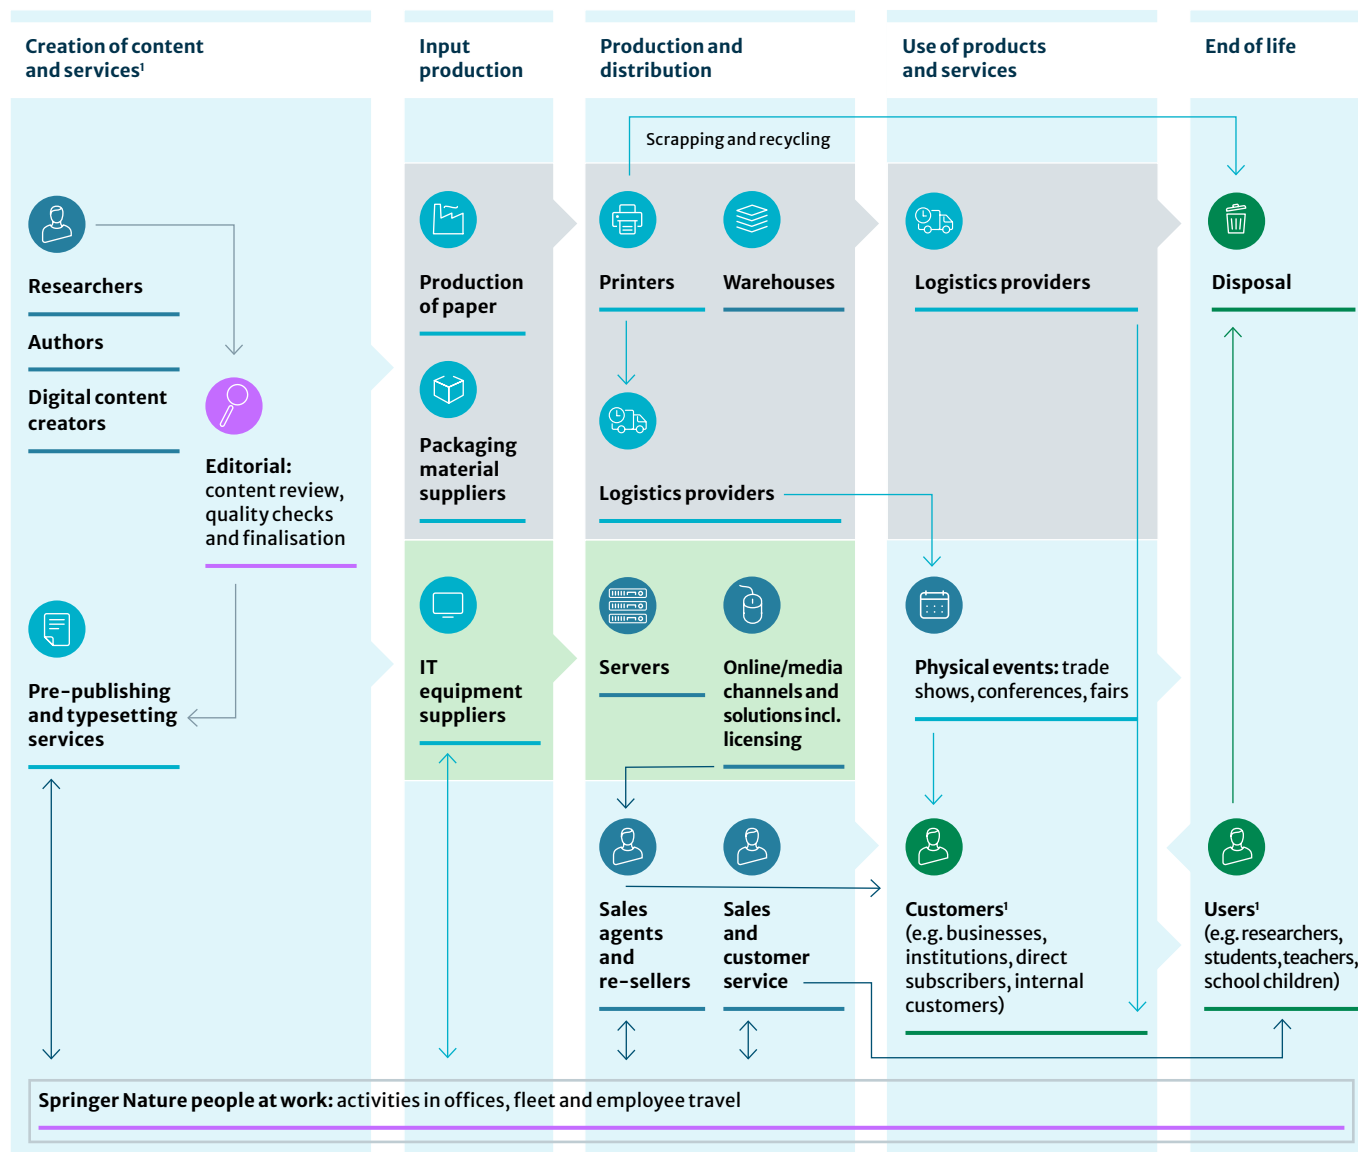 Creation of content
and services¹
Input
production
Production and
distribution
Use of products
and services
End of life
Scrapping and recycling
Researchers
Authors
Digital content
creators
Editorial:
content review,
quality checks
and finalisation
Pre-publishing
and typesetting
services
Production
of paper
Packaging
material
suppliers
IT
equipment
suppliers
Printers
Warehouses
Logistics providers
Servers
Online/media
channels and
solutions incl.
licensing
Sales
agents
and
re-sellers
Sales
and
customer
service
Logistics providers
Physical events: trade
shows, conferences, fairs
Customers¹
(e.g. businesses,
institutions, direct
subscribers, internal
customers)
Disposal
Users¹
(e.g. researchers,
students, teachers,
school children)
Springer Nature people at work: activities in offices, fleet and employee travel